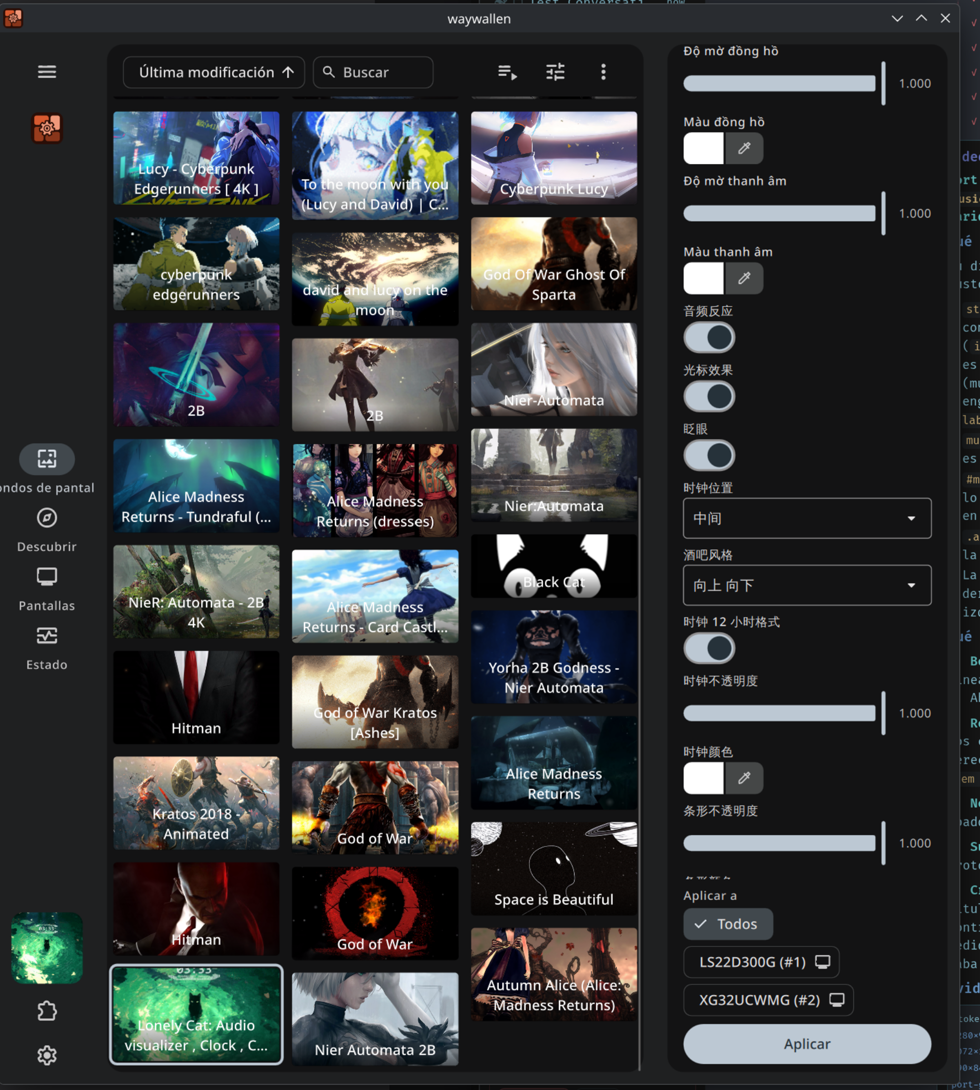 waywallen
Última modificación
Buscar
ondos de pantal
Descubrir
Pantallas
Estado
Lucy - Cyberpunk
Edgerunners [ 4K ]
To the moon with you
(Lucy and David) | C...
Cyberpunk Lucy
cyberpunk
edgerunners
david and lucy on the
moon
God Of War Ghost Of
Sparta
2B
2B
Nier-Automata
Alice Madness
Returns - Tundraful (...
Alice Madness
Returns (dresses)
Nier:Automata
Black Cat
NieR: Automata - 2B
4K
Alice Madness
Returns - Card Castl...
Yorha 2B Godness -
Nier Automata
Hitman
God of War Kratos
[Ashes]
Alice Madness
Returns
Kratos 2018 -
Animated
God of War
Space is Beautiful
Hitman
God of War
Autumn Alice (Alice:
Madness Returns)
Lonely Cat: Audio
visualizer , Clock , C...
Nier Automata 2B
Độ mờ đồng hồ
1.000
Màu đồng hồ
Độ mờ thanh âm
1.000
Màu thanh âm
音频反应
光标效果
眨眼
时钟位置
中间
酒吧风格
向上 向下
时钟 12 小时格式
时钟不透明度
1.000
时钟颜色
条形不透明度
1.000
Aplicar a
Todos
LS22D300G (#1)
XG32UCWMG (#2)
Aplicar